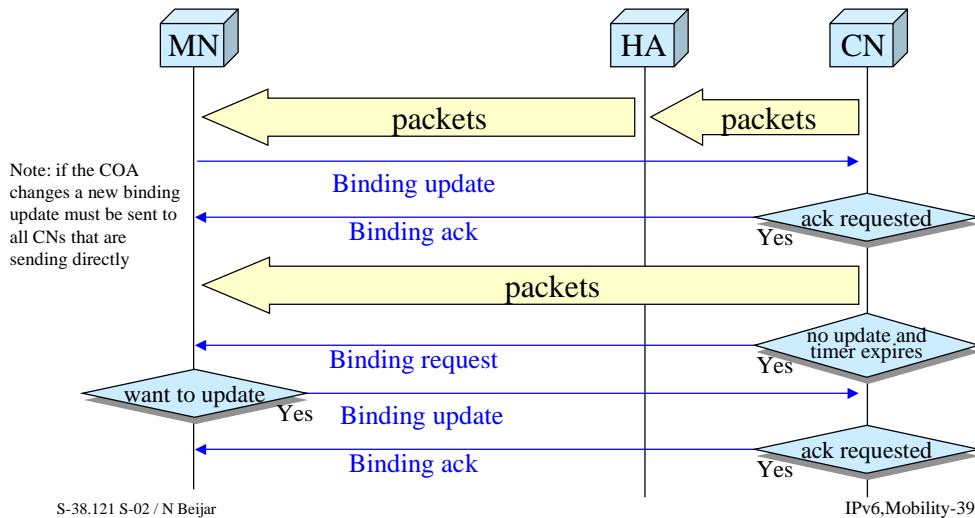 MN
HA
CN
packets
packets
Note: if the COA
changes a new binding
update must be sent to
all CNs that are
sending directly
Binding update
ack requested
Yes
Binding ack
packets
no update and
timer expires
Yes
Binding request
want to update
Yes
Binding update
ack requested
Yes
Binding ack
S-38.121 S-02 / N Beijar
IPv6,Mobility-39